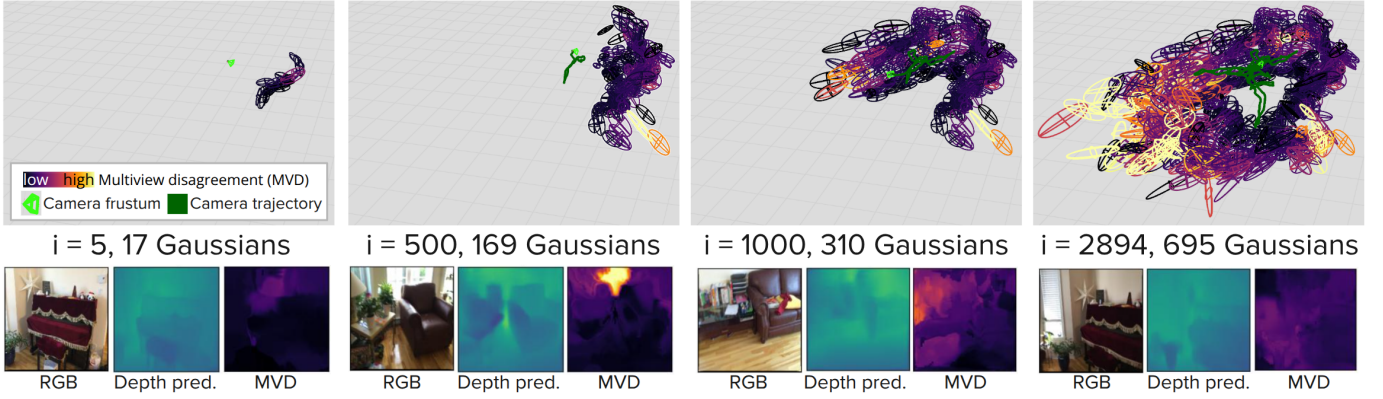 low high Multiview disagreement (MVD)
Camera frustum Camera trajectory
i = 5, 17 Gaussians
i = 500, 169 Gaussians
i = 1000, 310 Gaussians
i = 2894, 695 Gaussians
RGB Depth pred. MVD
RGB Depth pred. MVD
RGB Depth pred. MVD
RGB Depth pred. MVD